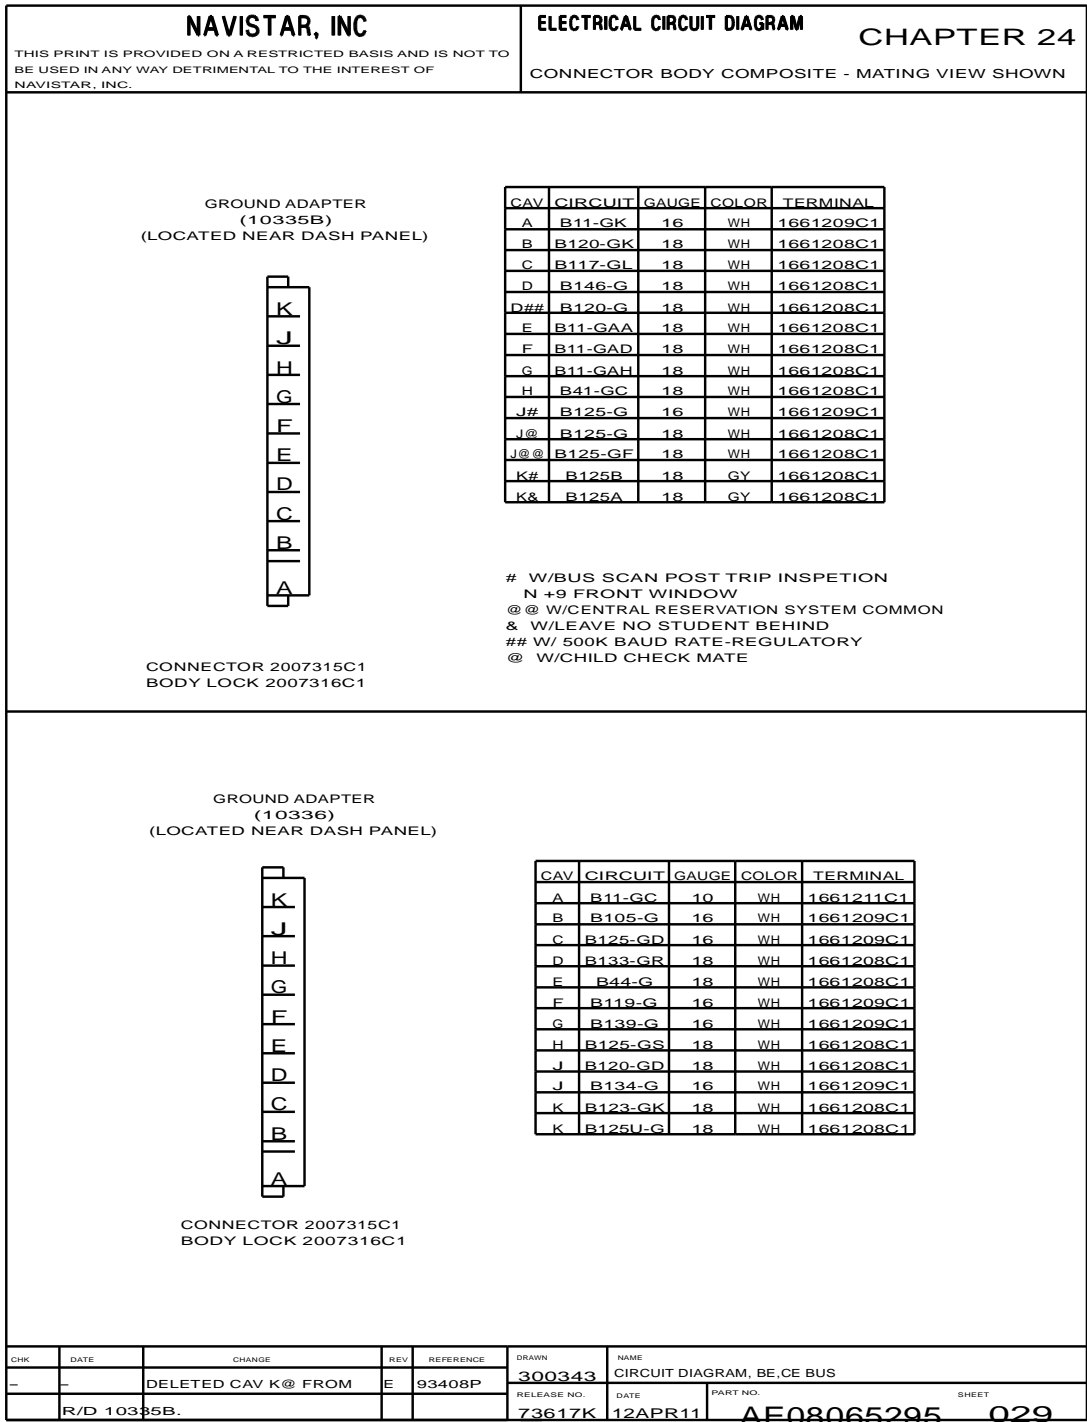 NAVISTAR, INC
THIS PRINT IS PROVIDED ON A RESTRICTED BASIS AND IS NOT TO
BE USED IN ANY WAY DETRIMENTAL TO THE INTEREST OF
NAVISTAR, INC.
ELECTRICAL CIRCUIT DIAGRAM
CHAPTER 24
CONNECTOR BODY COMPOSITE - MATING VIEW SHOWN
GROUND ADAPTER
(10335B)
(LOCATED NEAR DASH PANEL)
K
J
H
G
F
E
D
C
B
A
CONNECTOR 2007315C1
BODY LOCK 2007316C1
CAV CIRCUIT GAUGE COLOR TERMINAL
A B11-GK 16 WH 1661209C1
B B120-GK 18 WH 1661208C1
C B117-GL 18 WH 1661208C1
D B146-G 18 WH 1661208C1
D## B120-G 18 WH 1661208C1
E B11-GAA 18 WH 1661208C1
F B11-GAD 18 WH 1661208C1
G B11-GAH 18 WH 1661208C1
H B41-GC 18 WH 1661208C1
J# B125-G 16 WH 1661209C1
J@ B125-G 18 WH 1661208C1
J@@ B125-GF 18 WH 1661208C1
K# B125B 18 GY 1661208C1
K& B125A 18 GY 1661208C1
# W/BUS SCAN POST TRIP INSPETION
N +9 FRONT WINDOW
@@ W/CENTRAL RESERVATION SYSTEM COMMON
& W/LEAVE NO STUDENT BEHIND
## W/ 500K BAUD RATE-REGULATORY
@ W/CHILD CHECK MATE
GROUND ADAPTER
(10336)
(LOCATED NEAR DASH PANEL)
K
J
H
G
F
E
D
C
B
A
CONNECTOR 2007315C1
BODY LOCK 2007316C1
CAV CIRCUIT GAUGE COLOR TERMINAL
A B11-GC 10 WH 1661211C1
B B105-G 16 WH 1661209C1
C B125-GD 16 WH 1661209C1
D B133-GR 18 WH 1661208C1
E B44-G 18 WH 1661208C1
F B119-G 16 WH 1661209C1
G B139-G 16 WH 1661209C1
H B125-GS 18 WH 1661208C1
J B120-GD 18 WH 1661208C1
J B134-G 16 WH 1661209C1
K B123-GK 18 WH 1661208C1
K B125U-G 18 WH 1661208C1
CHK DATE CHANGE REV REFERENCE
– – DELETED CAV K@ FROM E 93408P
R/D 10335B.
DRAWN
300343
NAME
CIRCUIT DIAGRAM, BE,CE BUS
RELEASE NO.
73617K
DATE
12APR11
PART NO.
AE08065295
SHEET
029